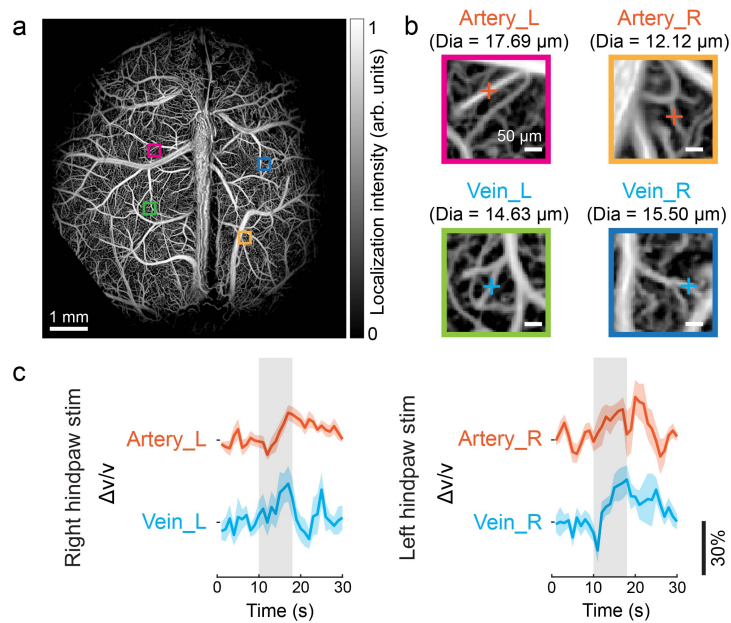 a
1
Localization intensity (arb. units)
0
1 mm
b
Artery_L
(Dia = 17.69 µm)
50 µm
Artery_R
(Dia = 12.12 µm)
Vein_L
(Dia = 14.63 µm)
Vein_R
(Dia = 15.50 µm)
c
Right hindpaw stim
Δv/v
Artery_L
Vein_L
0 10 20 30
Time (s)
Left hindpaw stim
Δv/v
Artery_R
Vein_R
0 10 20 30
Time (s)
30%